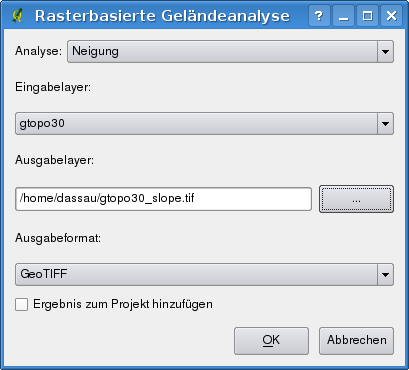 Rasterbasierte Geländeanalyse
Analyse: Neigung
Eingabelayer:
gtopo30
Ausgabelayer:
/home/dassau/gtopo30_slope.tif ...
Ausgabeformat:
GeoTIFF
Ergebnis zum Projekt hinzufügen
OK Abbrechen